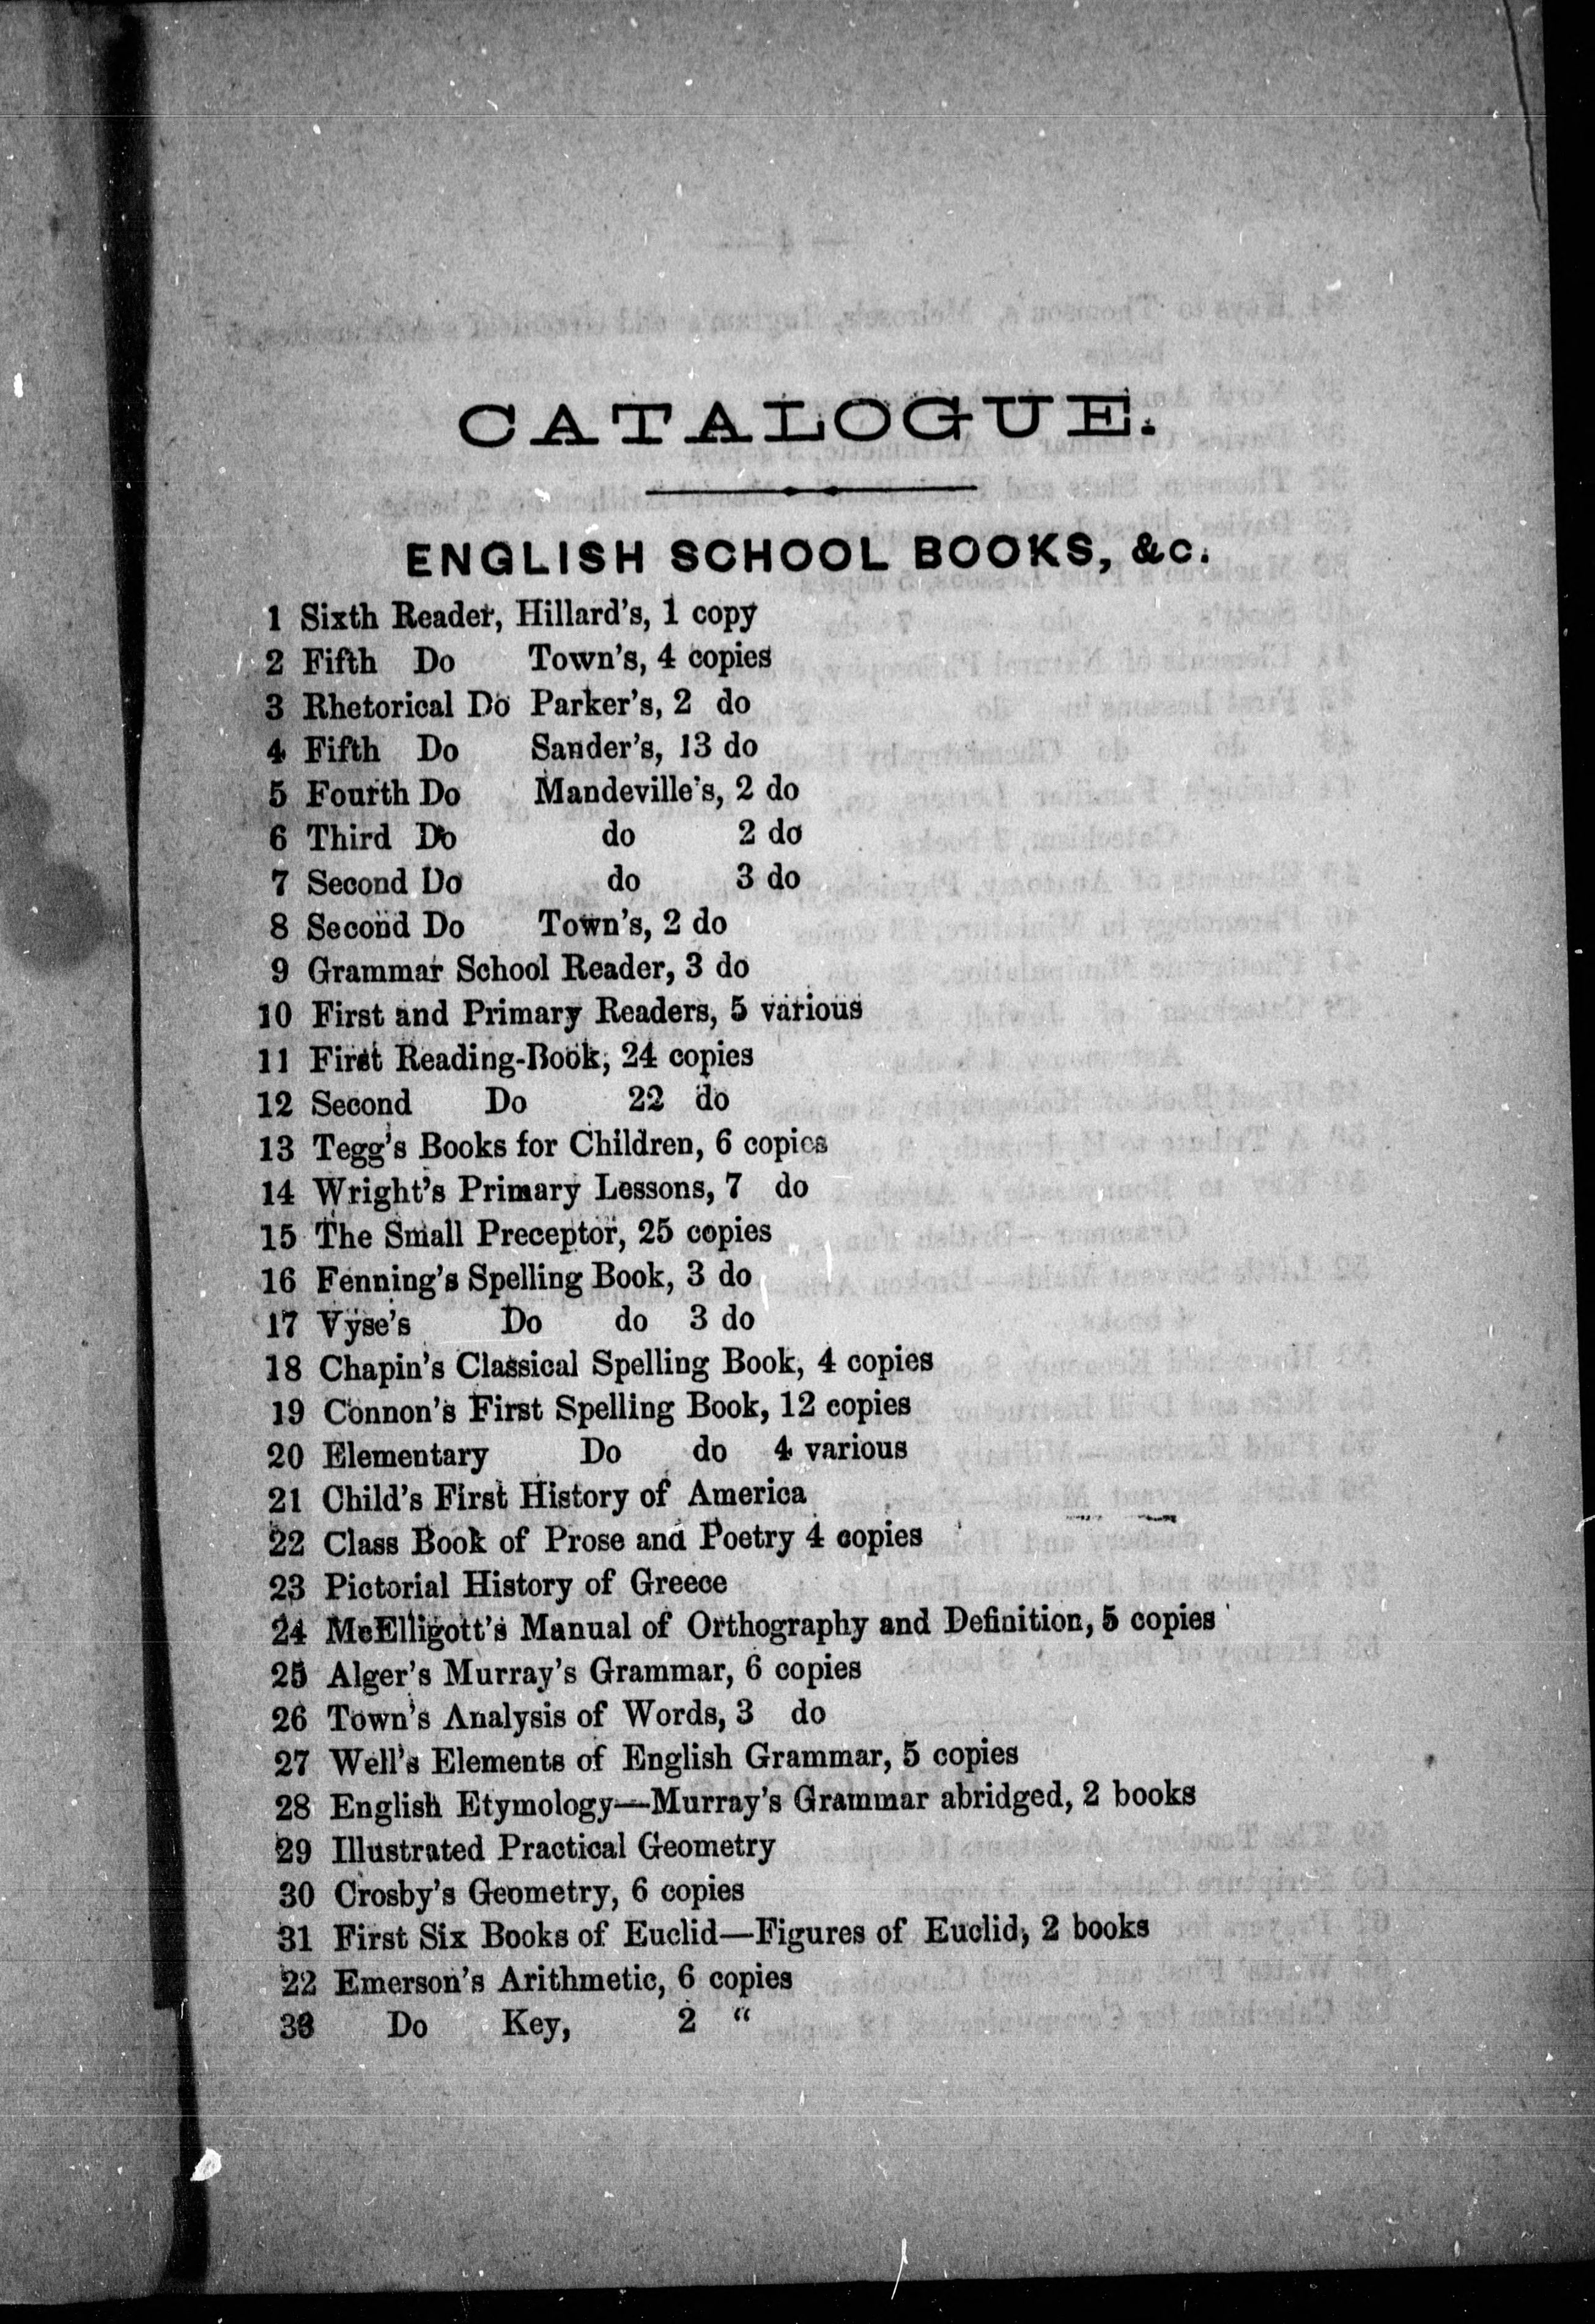 CATALOGUE.
ENGLISH SCHOOL BOOKS, &c.
1 Sixth Reader, Hillard's, 1 copy
2 Fifth Do Town's, 4 copies
3 Rhetorical Do Parker's, 2 do
4 Fifth Do Sander's, 13 do
5 Fourth Do Mandeville's, 2 do
6 Third Do do 2 do
7 Second Do do 3 do
8 Second Do Town's, 2 do
9 Grammar School Reader, 3 do
10 First and Primary Readers, 5 various
11 First Reading-Book, 24 copies
12 Second Do 22 do
13 Tegg's Books for Children, 6 copies
14 Wright's Primary Lessons, 7 do
15 The Small Preceptor, 25 copies
16 Fenning's Spelling Book, 3 do
17 Vyse's Do do 3 do
18 Chapin's Classical Spelling Book, 4 copies
19 Connon's First Spelling Book, 12 copies
20 Elementary Do do 4 various
21 Child's First History of America
22 Class Book of Prose and Poetry 4 copies
23 Pictorial History of Greece
24 McElligott's Manual of Orthography and Definition, 5 copies
25 Alger's Murray's Grammar, 6 copies
26 Town's Analysis of Words, 3 do
27 Well's Elements of English Grammar, 5 copies
28 English Etymology—Murray's Grammar abridged, 2 books
29 Illustrated Practical Geometry
30 Crosby's Geometry, 6 copies
31 First Six Books of Euclid—Figures of Euclid, 2 books
22 Emerson's Arithmetic, 6 copies
33 Do Key, 2 "